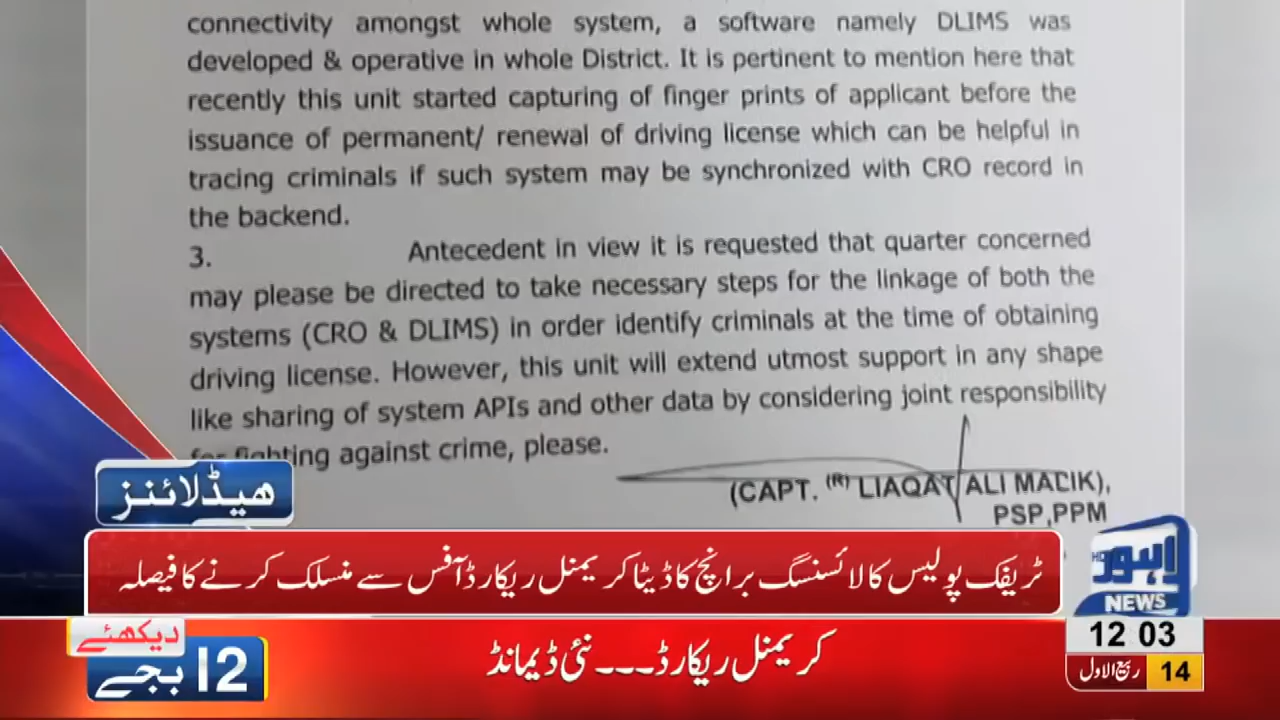 connectivity amongst whole system, a software namely DLIMS was
developed & operative in whole District. It is pertinent to mention here that
recently this unit started capturing of finger prints of applicant before the
issuance of permanent/ renewal of driving license which can be helpful in
tracing criminals if such system may be synchronized with CRO record in
the backend.
3. Antecedent in view it is requested that quarter concerned
may please be directed to take necessary steps for the linkage of both the
systems (CRO & DLIMS) in order identify criminals at the time of obtaining
driving license. However, this unit will extend utmost support in any shape
like sharing of system APIs and other data by considering joint responsibility
for fighting against crime, please.
(CAPT. (R) LIAQAT ALI MALIK),
PSP,PPM
ہیڈلائنز
ٹریفک پولیس کا لائسنسگ برانچ کا ڈیٹا کریمنل ریکارڈ آفس سے منسلک کرنے کا فیصلہ
لاہور
HD
NEWS
دیکھئے
12 بجے
کریمنل ریکارڈ۔۔۔نئی ڈیمانڈ
12 03
14 ربیع الاول